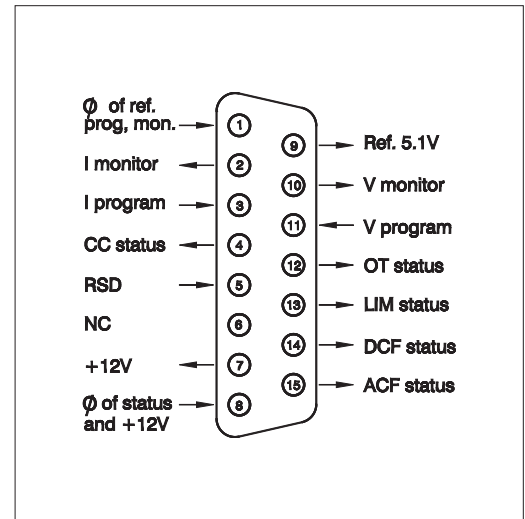 Ø of ref.
prog, mon.
I monitor
I program
CC status
RSD
NC
+12V
Ø of status
and +12V
1
2
3
4
5
6
7
8
9
10
11
12
13
14
15
Ref. 5.1V
V monitor
V program
OT status
LIM status
DCF status
ACF status